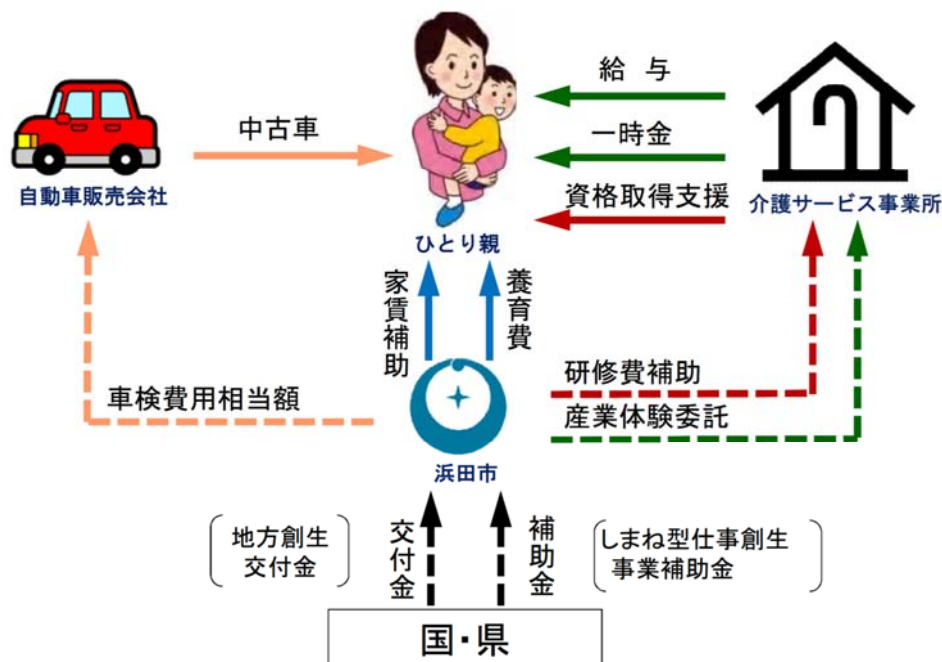 給 与
中古車
一時金
資格取得支援
自動車販売会社
介護サービス事業所
ひとり親
家賃補助
養育費
研修費補助
車検費用相当額
産業体験委託
浜田市
地方創生
交付金
交付金
補助金
しまね型仕事創生
事業補助金
国・県